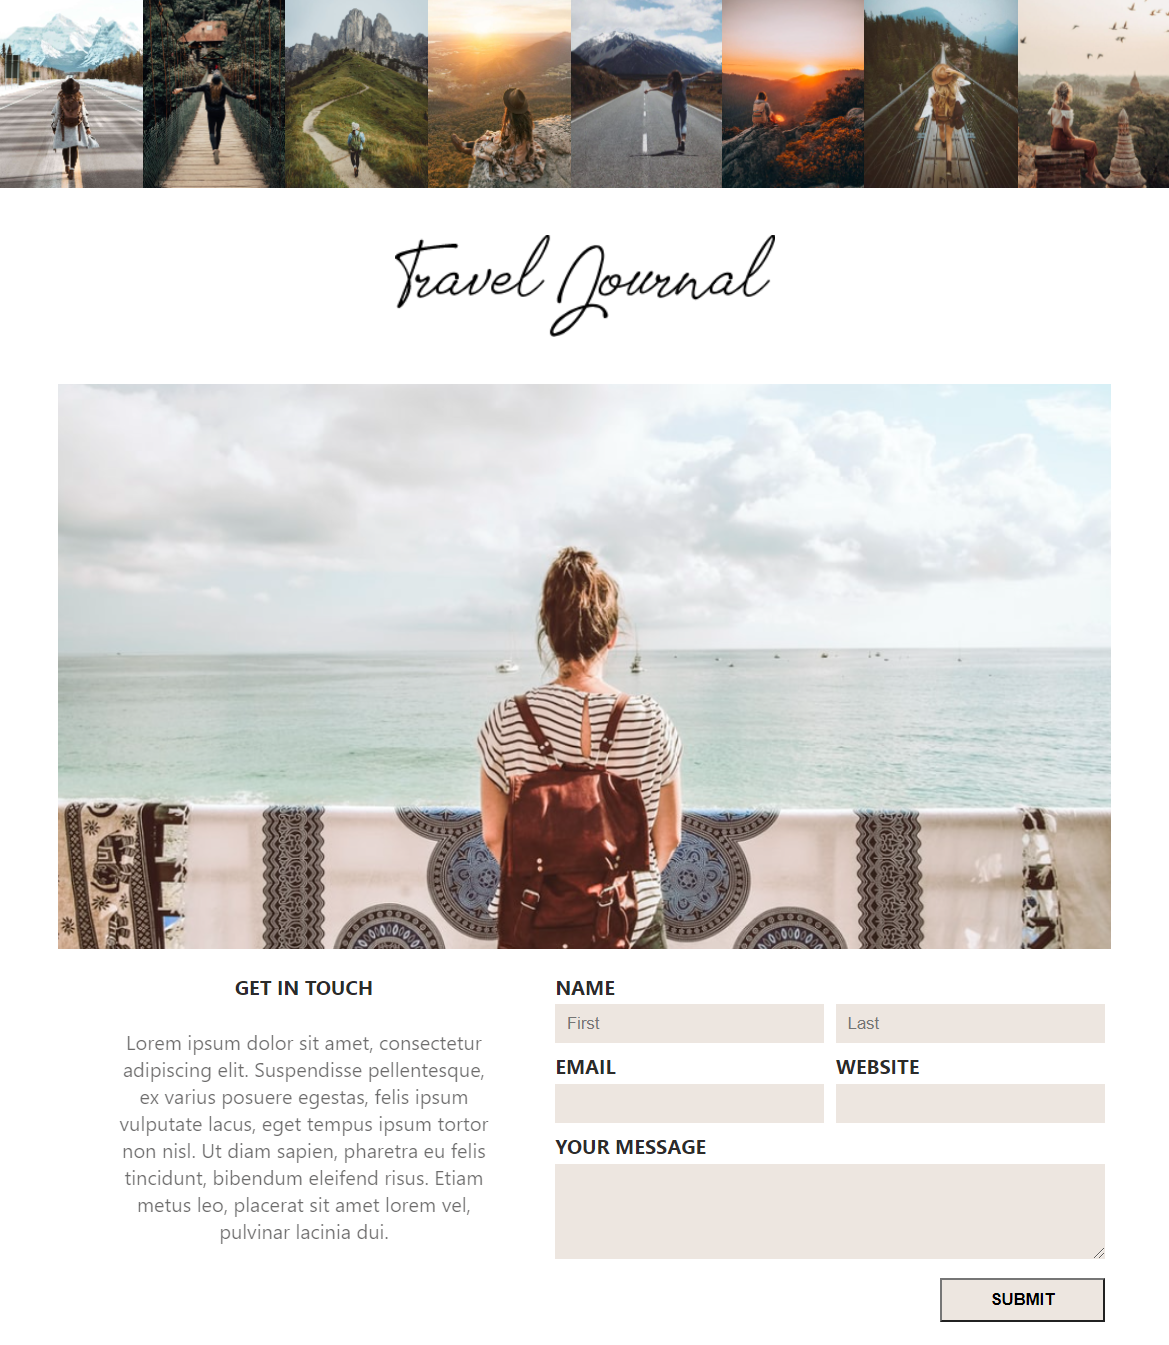 Travel Journal
GET IN TOUCH
Lorem ipsum dolor sit amet, consectetur
adipiscing elit. Suspendisse pellentesque,
ex varius posuere egestas, felis ipsum
vulputate lacus, eget tempus ipsum tortor
non nisl. Ut diam sapien, pharetra eu felis
tincidunt, bibendum eleifend risus. Etiam
metus leo, placerat sit amet lorem vel,
pulvinar lacinia dui.
NAME
First
Last
EMAIL
WEBSITE
YOUR MESSAGE
SUBMIT